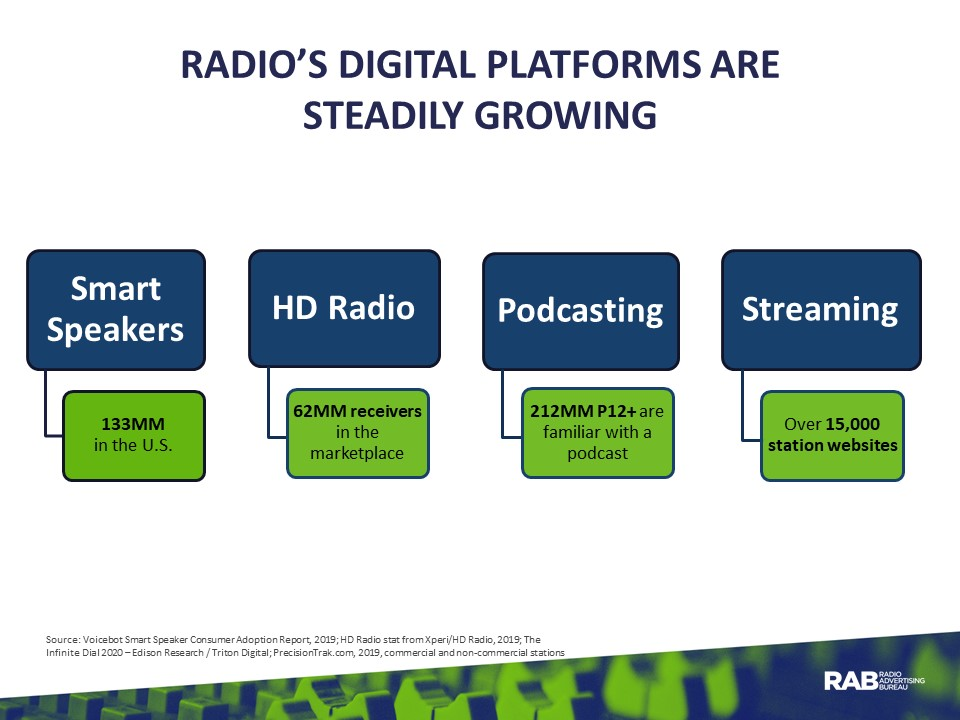 RADIO’S DIGITAL PLATFORMS ARE
STEADILY GROWING
Smart
Speakers
133MM
in the U.S.
HD Radio
62MM receivers
in the
marketplace
Podcasting
212MM P12+ are
familiar with a
podcast
Streaming
Over 15,000
station websites
Source: Voicebot Smart Speaker Consumer Adoption Report, 2019; HD Radio stat from Xperi/HD Radio, 2019; The
Infinite Dial 2020 – Edison Research / Triton Digital; PrecisionTrak.com, 2019, commercial and non-commercial stations
RAB
RADIO
ADVERTISING
BUREAU